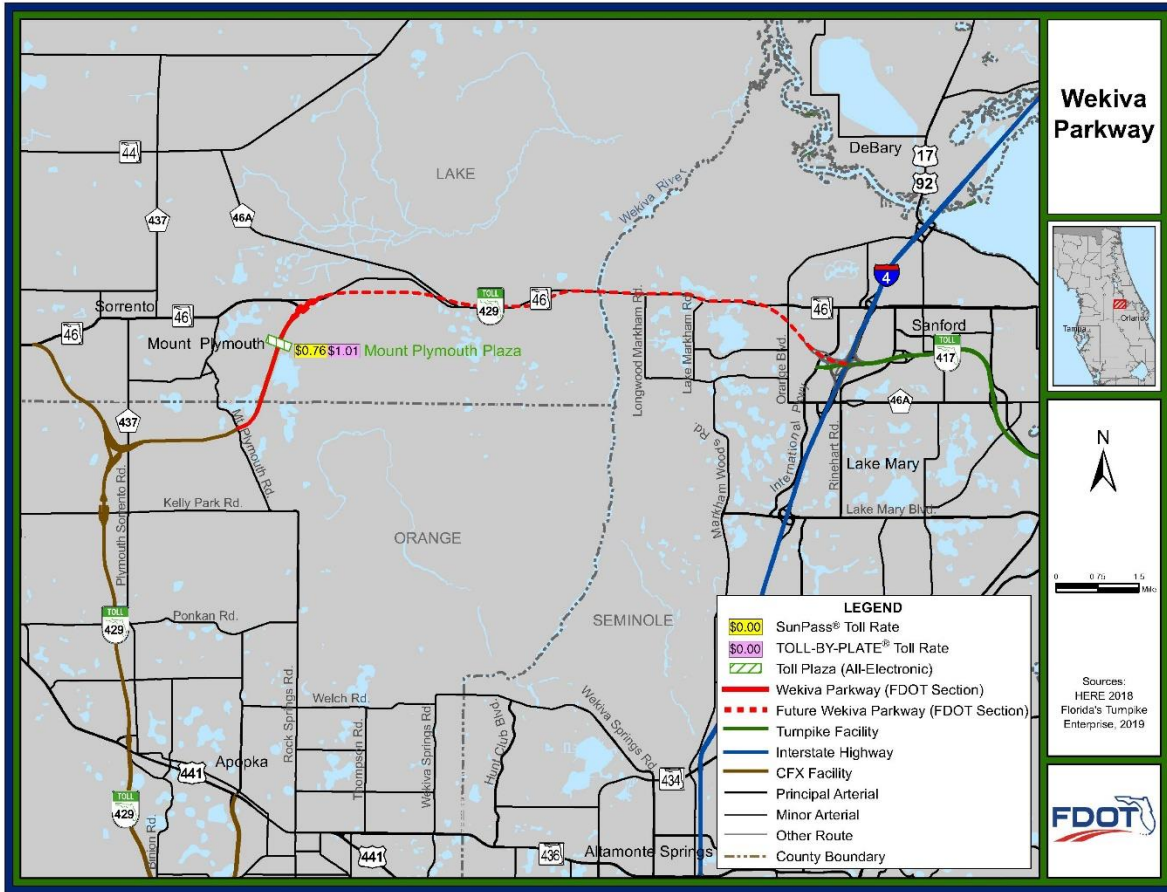 Wekiva
Parkway
DeBary
17
92
44
LAKE
Wekiva River
437
46A
4
Sorrento
46
46
TOLL
429
46
46
Sanford
TOLL
417
Mount Plymouth
$0.76 $1.01 Mount Plymouth Plaza
Longwood Markham Rd.
Lake Markham Rd.
Orange Blvd.
46A
437
Mt Plymouth Rd.
International Pkwy.
Rinehart Rd.
Markham Woods Rd.
Lake Mary
Kelly Park Rd.
Lake Mary Blvd.
Plymouth Sorrento Rd.
ORANGE
TOLL
429
Ponkan Rd.
SEMINOLE
Rock Springs Rd.
Welch Rd.
Thompson Rd.
Wekiva Springs Rd.
Hunt Club Blvd.
Wekiva Springs Rd.
434
441
Apopka
TOLL
429
Binion Rd.
441
436
Altamonte Springs
LEGEND
$0.00 SunPass® Toll Rate
$0.00 TOLL-BY-PLATE® Toll Rate
Toll Plaza (All-Electronic)
Wekiva Parkway (FDOT Section)
Future Wekiva Parkway (FDOT Section)
Turnpike Facility
Interstate Highway
CFX Facility
Principal Arterial
Minor Arterial
Other Route
County Boundary
Tampa
Orlando
N
0 0.75 1.5
Mile
Sources:
HERE 2018
Florida's Turnpike
Enterprise, 2019
FDOT